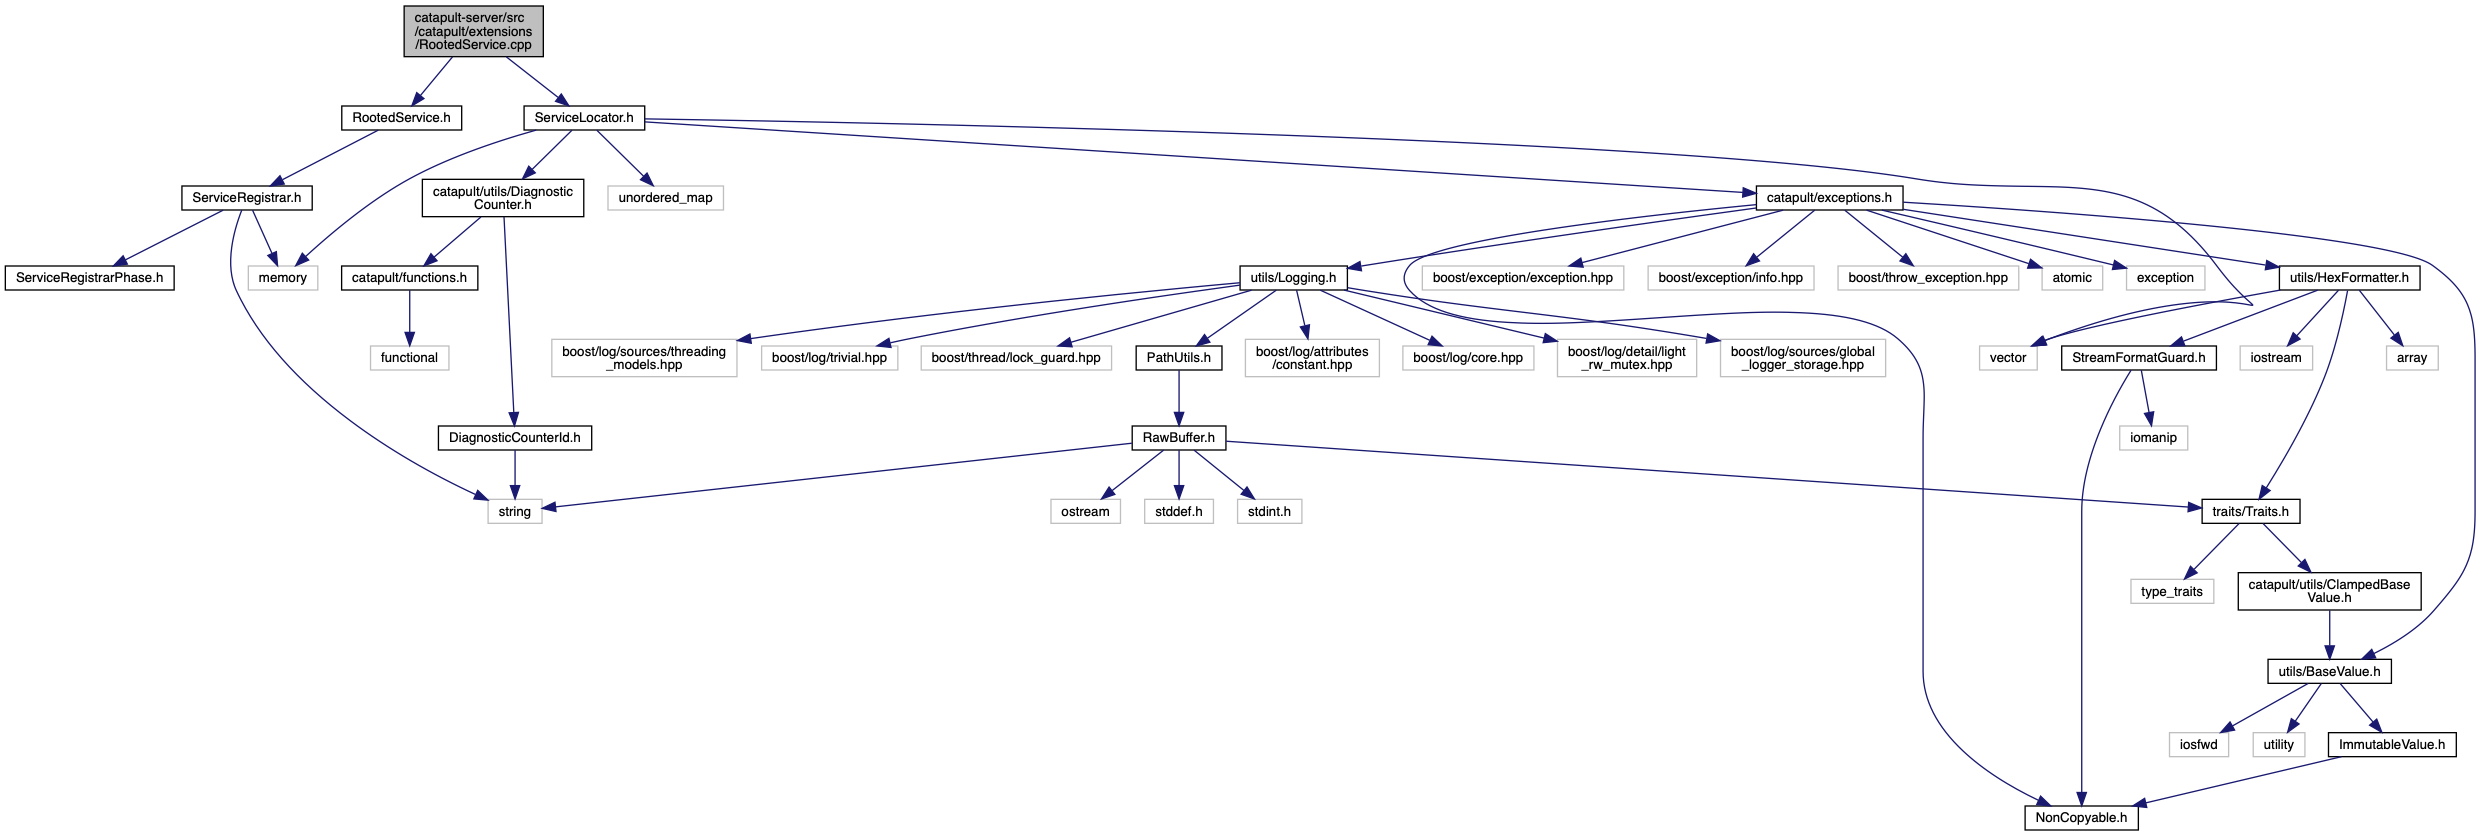 catapult-server/src
/catapult/extensions
/RootedService.cpp
RootedService.h
ServiceLocator.h
ServiceRegistrar.h
catapult/utils/Diagnostic
Counter.h
unordered_map
catapult/exceptions.h
ServiceRegistrarPhase.h
memory
catapult/functions.h
utils/Logging.h
boost/exception/exception.hpp
boost/exception/info.hpp
boost/throw_exception.hpp
atomic
exception
utils/HexFormatter.h
functional
boost/log/sources/threading
_models.hpp
boost/log/trivial.hpp
boost/thread/lock_guard.hpp
PathUtils.h
boost/log/attributes
/constant.hpp
boost/log/core.hpp
boost/log/detail/light
_rw_mutex.hpp
boost/log/sources/global
_logger_storage.hpp
vector
StreamFormatGuard.h
iostream
array
DiagnosticCounterId.h
RawBuffer.h
iomanip
string
ostream
stddef.h
stdint.h
traits/Traits.h
type_traits
catapult/utils/ClampedBase
Value.h
utils/BaseValue.h
iosfwd
utility
ImmutableValue.h
NonCopyable.h